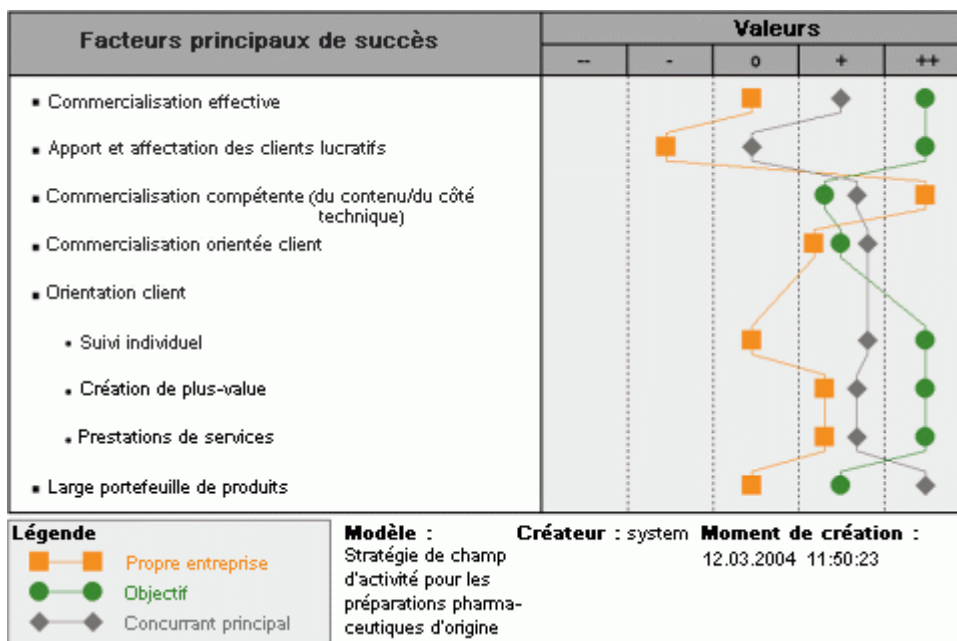 Facteurs principaux de succès
Valeurs
-- - o + ++
▪ Commercialisation effective
▪ Apport et affectation des clients lucratifs
▪ Commercialisation compétente (du contenu/du côté
technique)
▪ Commercialisation orientée client
▪ Orientation client
• Suivi individuel
• Création de plus-value
• Prestations de services
▪ Large portefeuille de produits
Légende
Propre entreprise
Objectif
Concurrant principal
Modèle :
Stratégie de champ
d'activité pour les
préparations pharma-
ceutiques d'origine
Créateur : system
Moment de création :
12.03.2004 11:50:23